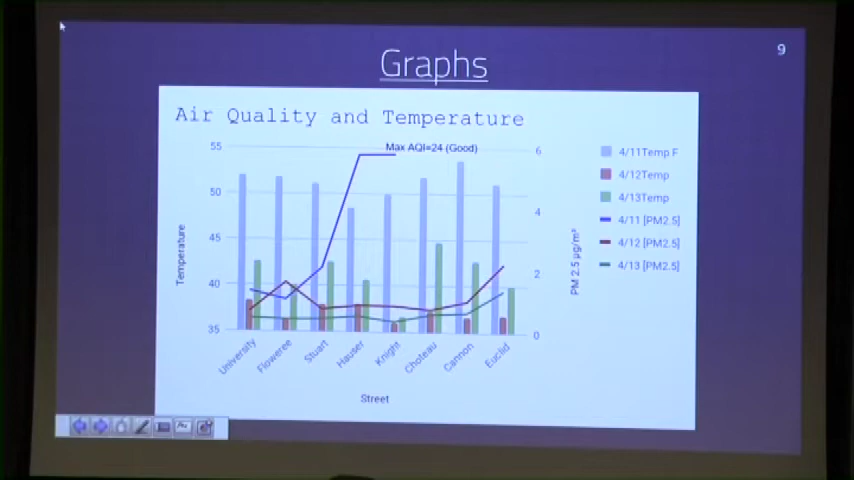 9
Graphs
Air Quality and Temperature
Max AQI=24 (Good)
55
50
45
40
35
Temperature
6
4
2
0
PM 2.5 µg/m³
University
Floweree
Stuart
Hauser
Knight
Choteau
Cannon
Euclid
Street
4/11Temp F
4/12Temp
4/13Temp
4/11 [PM2.5]
4/12 [PM2.5]
4/13 [PM2.5]